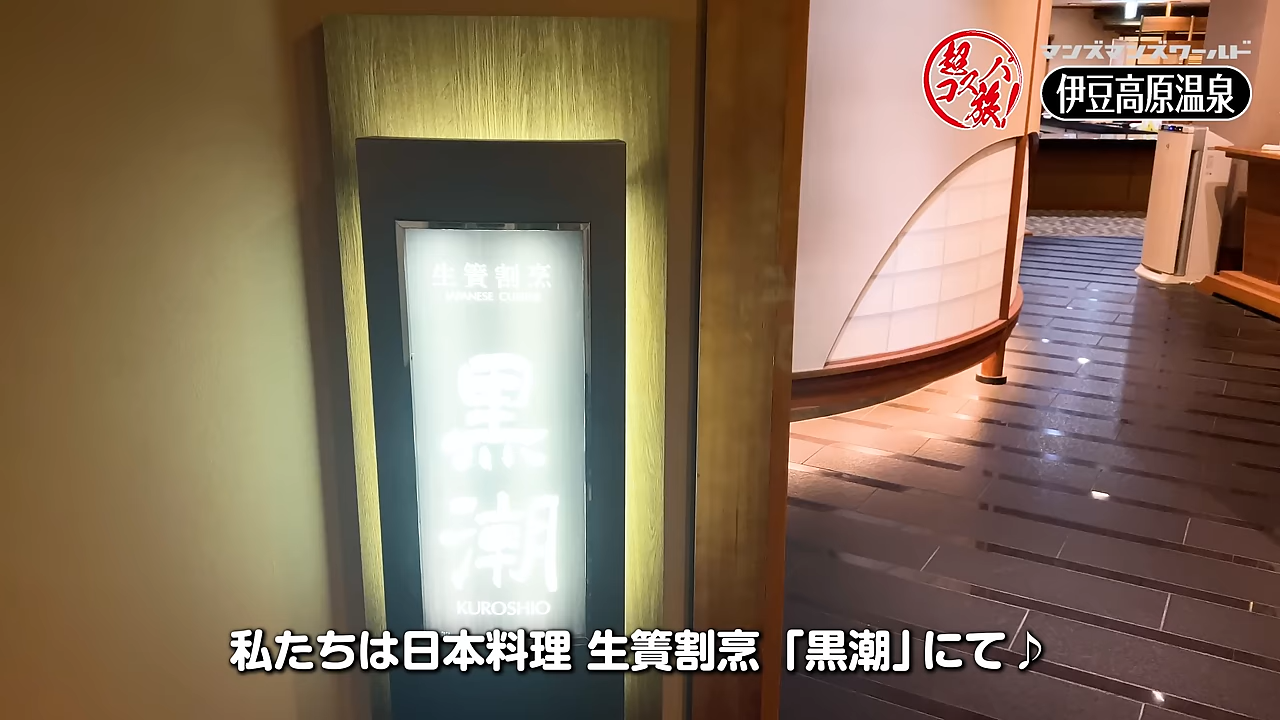 超コスパ旅!
マンズマンズワールド
伊豆高原温泉
生簀割烹
JAPANESE CUISINE
黒潮
KUROSHIO
私たちは日本料理 生簀割烹「黒潮」にて♪